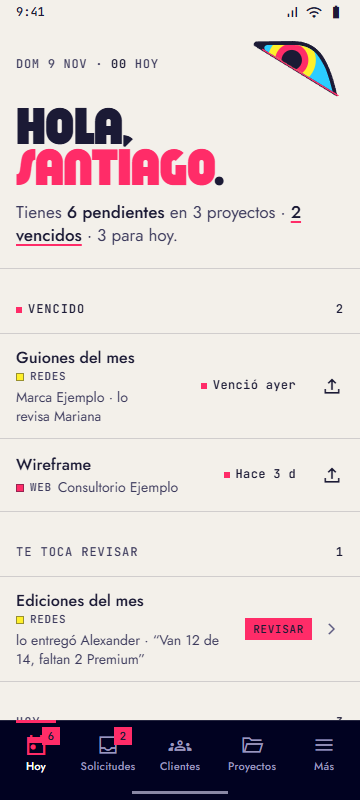 9:41
DOM 9 NOV · 00 HOY
HOLA,
SANTIAGO.
Tienes 6 pendientes en 3 proyectos · 2
vencidos · 3 para hoy.
VENCIDO 2
Guiones del mes
REDES
Marca Ejemplo · lo
revisa Mariana
Venció ayer
Wireframe
WEB Consultorio Ejemplo
Hace 3 d
TE TOCA REVISAR 1
Ediciones del mes
REDES
lo entregó Alexander · “Van 12 de
14, faltan 2 Premium”
REVISAR
HOY 3
6 2
Hoy Solicitudes Clientes Proyectos Más